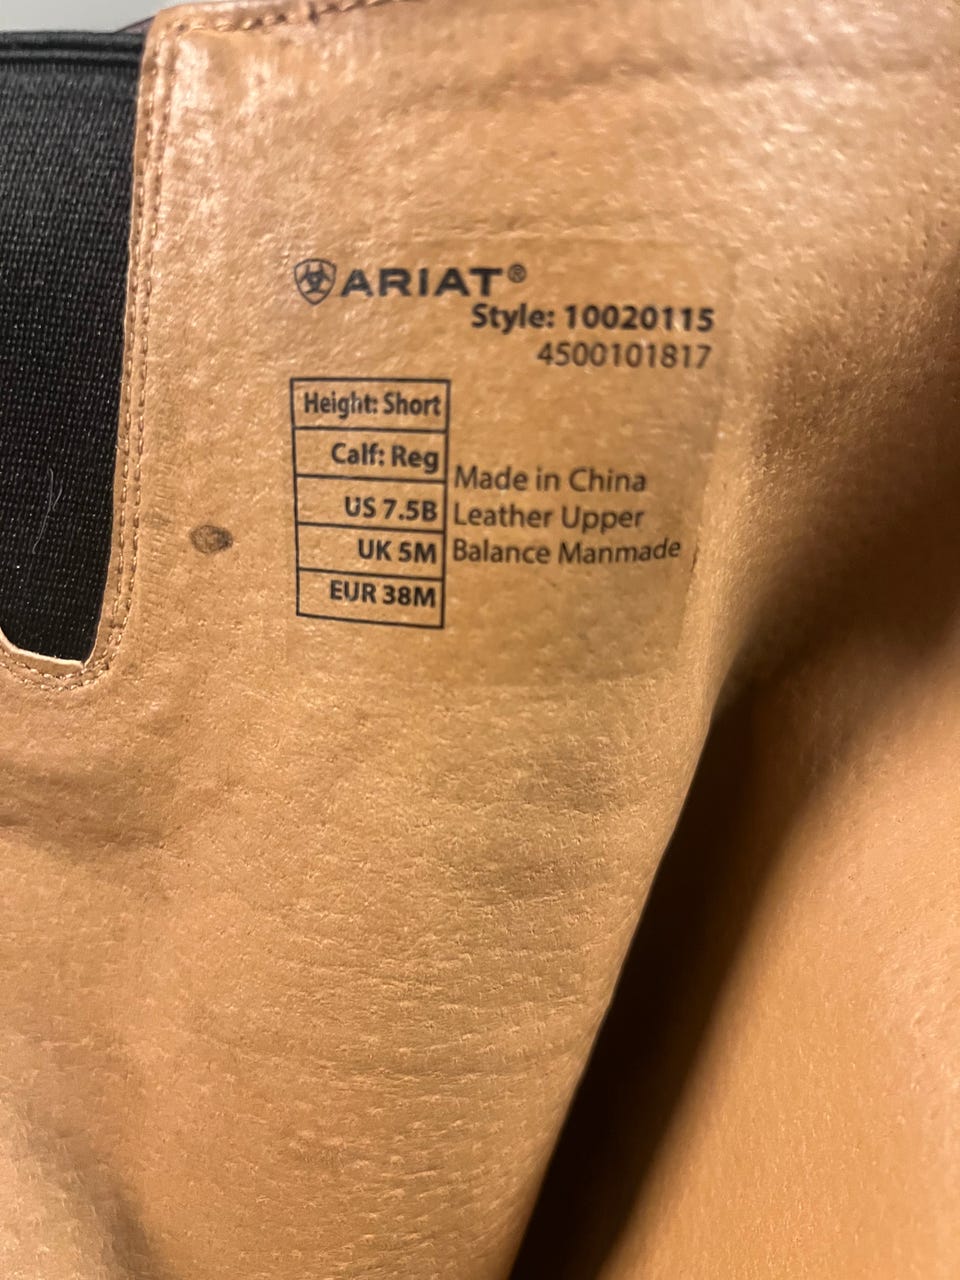 ARIAT®
Style: 10020115
4500101817
Height: Short
Calf: Reg
US 7.5B
UK 5M
EUR 38M
Made in China
Leather Upper
Balance Manmade